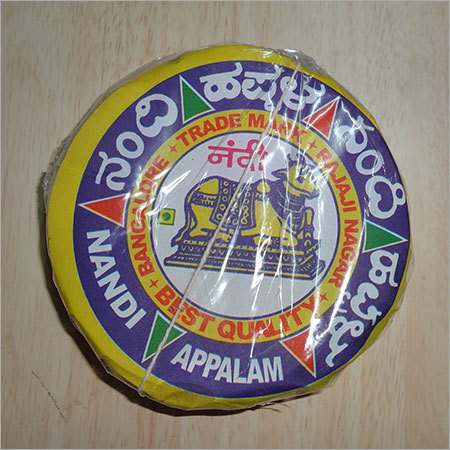 ನಂದಿ ಹಪ್ಪಳ ನಂದಿ
NANDI APPALAM
BANGALORE ✦ TRADE MARK ✦ RAJAJI NAGAR ✦
BEST QUALITY
नंदी